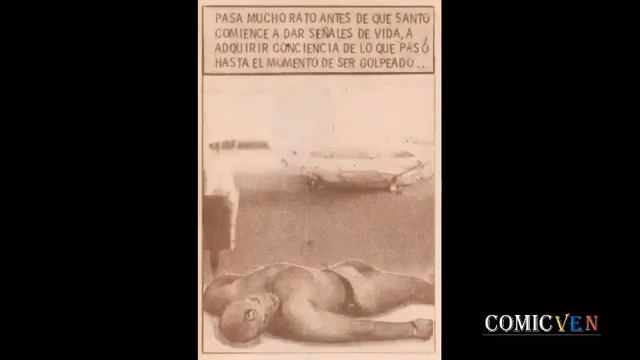 PASA MUCHO RATO ANTES DE QUE SANTO
COMIENCE A DAR SEÑALES DE VIDA, A
ADQUIRIR CONCIENCIA DE LO QUE PASÓ
HASTA EL MOMENTO DE SER GOLPEADO..
COMICVEN